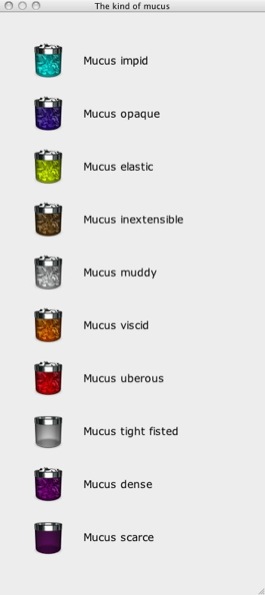 The kind of mucus
Mucus impid
Mucus opaque
Mucus elastic
Mucus inextensible
Mucus muddy
Mucus viscid
Mucus uberous
Mucus tight fisted
Mucus dense
Mucus scarce